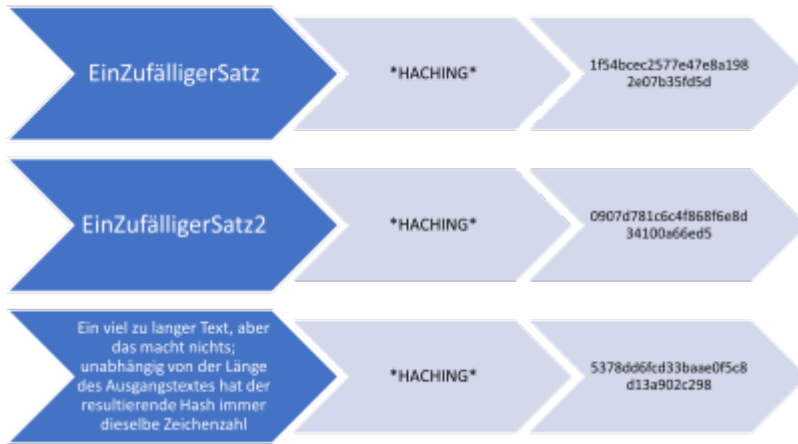 EinZufälligerSatz
*HACHING*
1f54bcec2577e47e8a198
2e07b35fd5d
EinZufälligerSatz2
*HACHING*
0907d781c6c4f868f6e8d
34100a66ed5
Ein viel zu langer Text, aber
das macht nichts;
unabhängig von der Länge
des Ausgangstextes hat der
resultierende Hash immer
dieselbe Zeichenzahl
*HACHING*
5378dd6fcd33baae0f5c8
d13a902c298